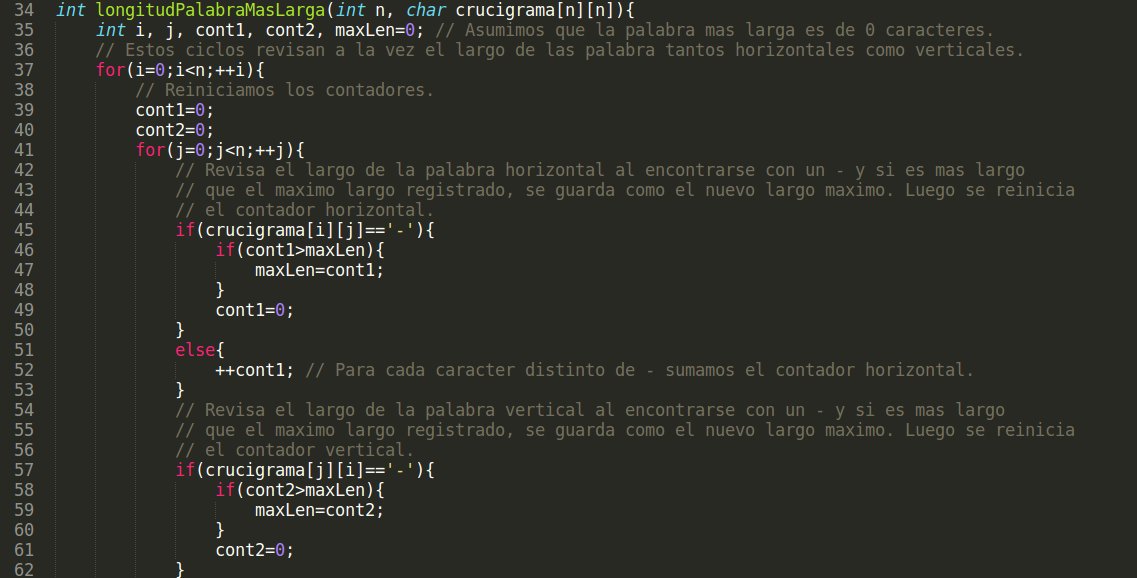 34 int longitudPalabraMasLarga(int n, char crucigrama[n][n]){
35     int i, j, cont1, cont2, maxLen=0; // Asumimos que la palabra mas larga es de 0 caracteres.
36     // Estos ciclos revisan a la vez el largo de las palabra tantos horizontales como verticales.
37     for(i=0;i<n;++i){
38         // Reiniciamos los contadores.
39         cont1=0;
40         cont2=0;
41         for(j=0;j<n;++j){
42             // Revisa el largo de la palabra horizontal al encontrarse con un - y si es mas largo
43             // que el maximo largo registrado, se guarda como el nuevo largo maximo. Luego se reinicia
44             // el contador horizontal.
45             if(crucigrama[i][j]=='-'){
46                 if(cont1>maxLen){
47                     maxLen=cont1;
48                 }
49                 cont1=0;
50             }
51             else{
52                 ++cont1; // Para cada caracter distinto de - sumamos el contador horizontal.
53             }
54             // Revisa el largo de la palabra vertical al encontrarse con un - y si es mas largo
55             // que el maximo largo registrado, se guarda como el nuevo largo maximo. Luego se reinicia
56             // el contador vertical.
57             if(crucigrama[j][i]=='-'){
58                 if(cont2>maxLen){
59                     maxLen=cont2;
60                 }
61                 cont2=0;
62             }